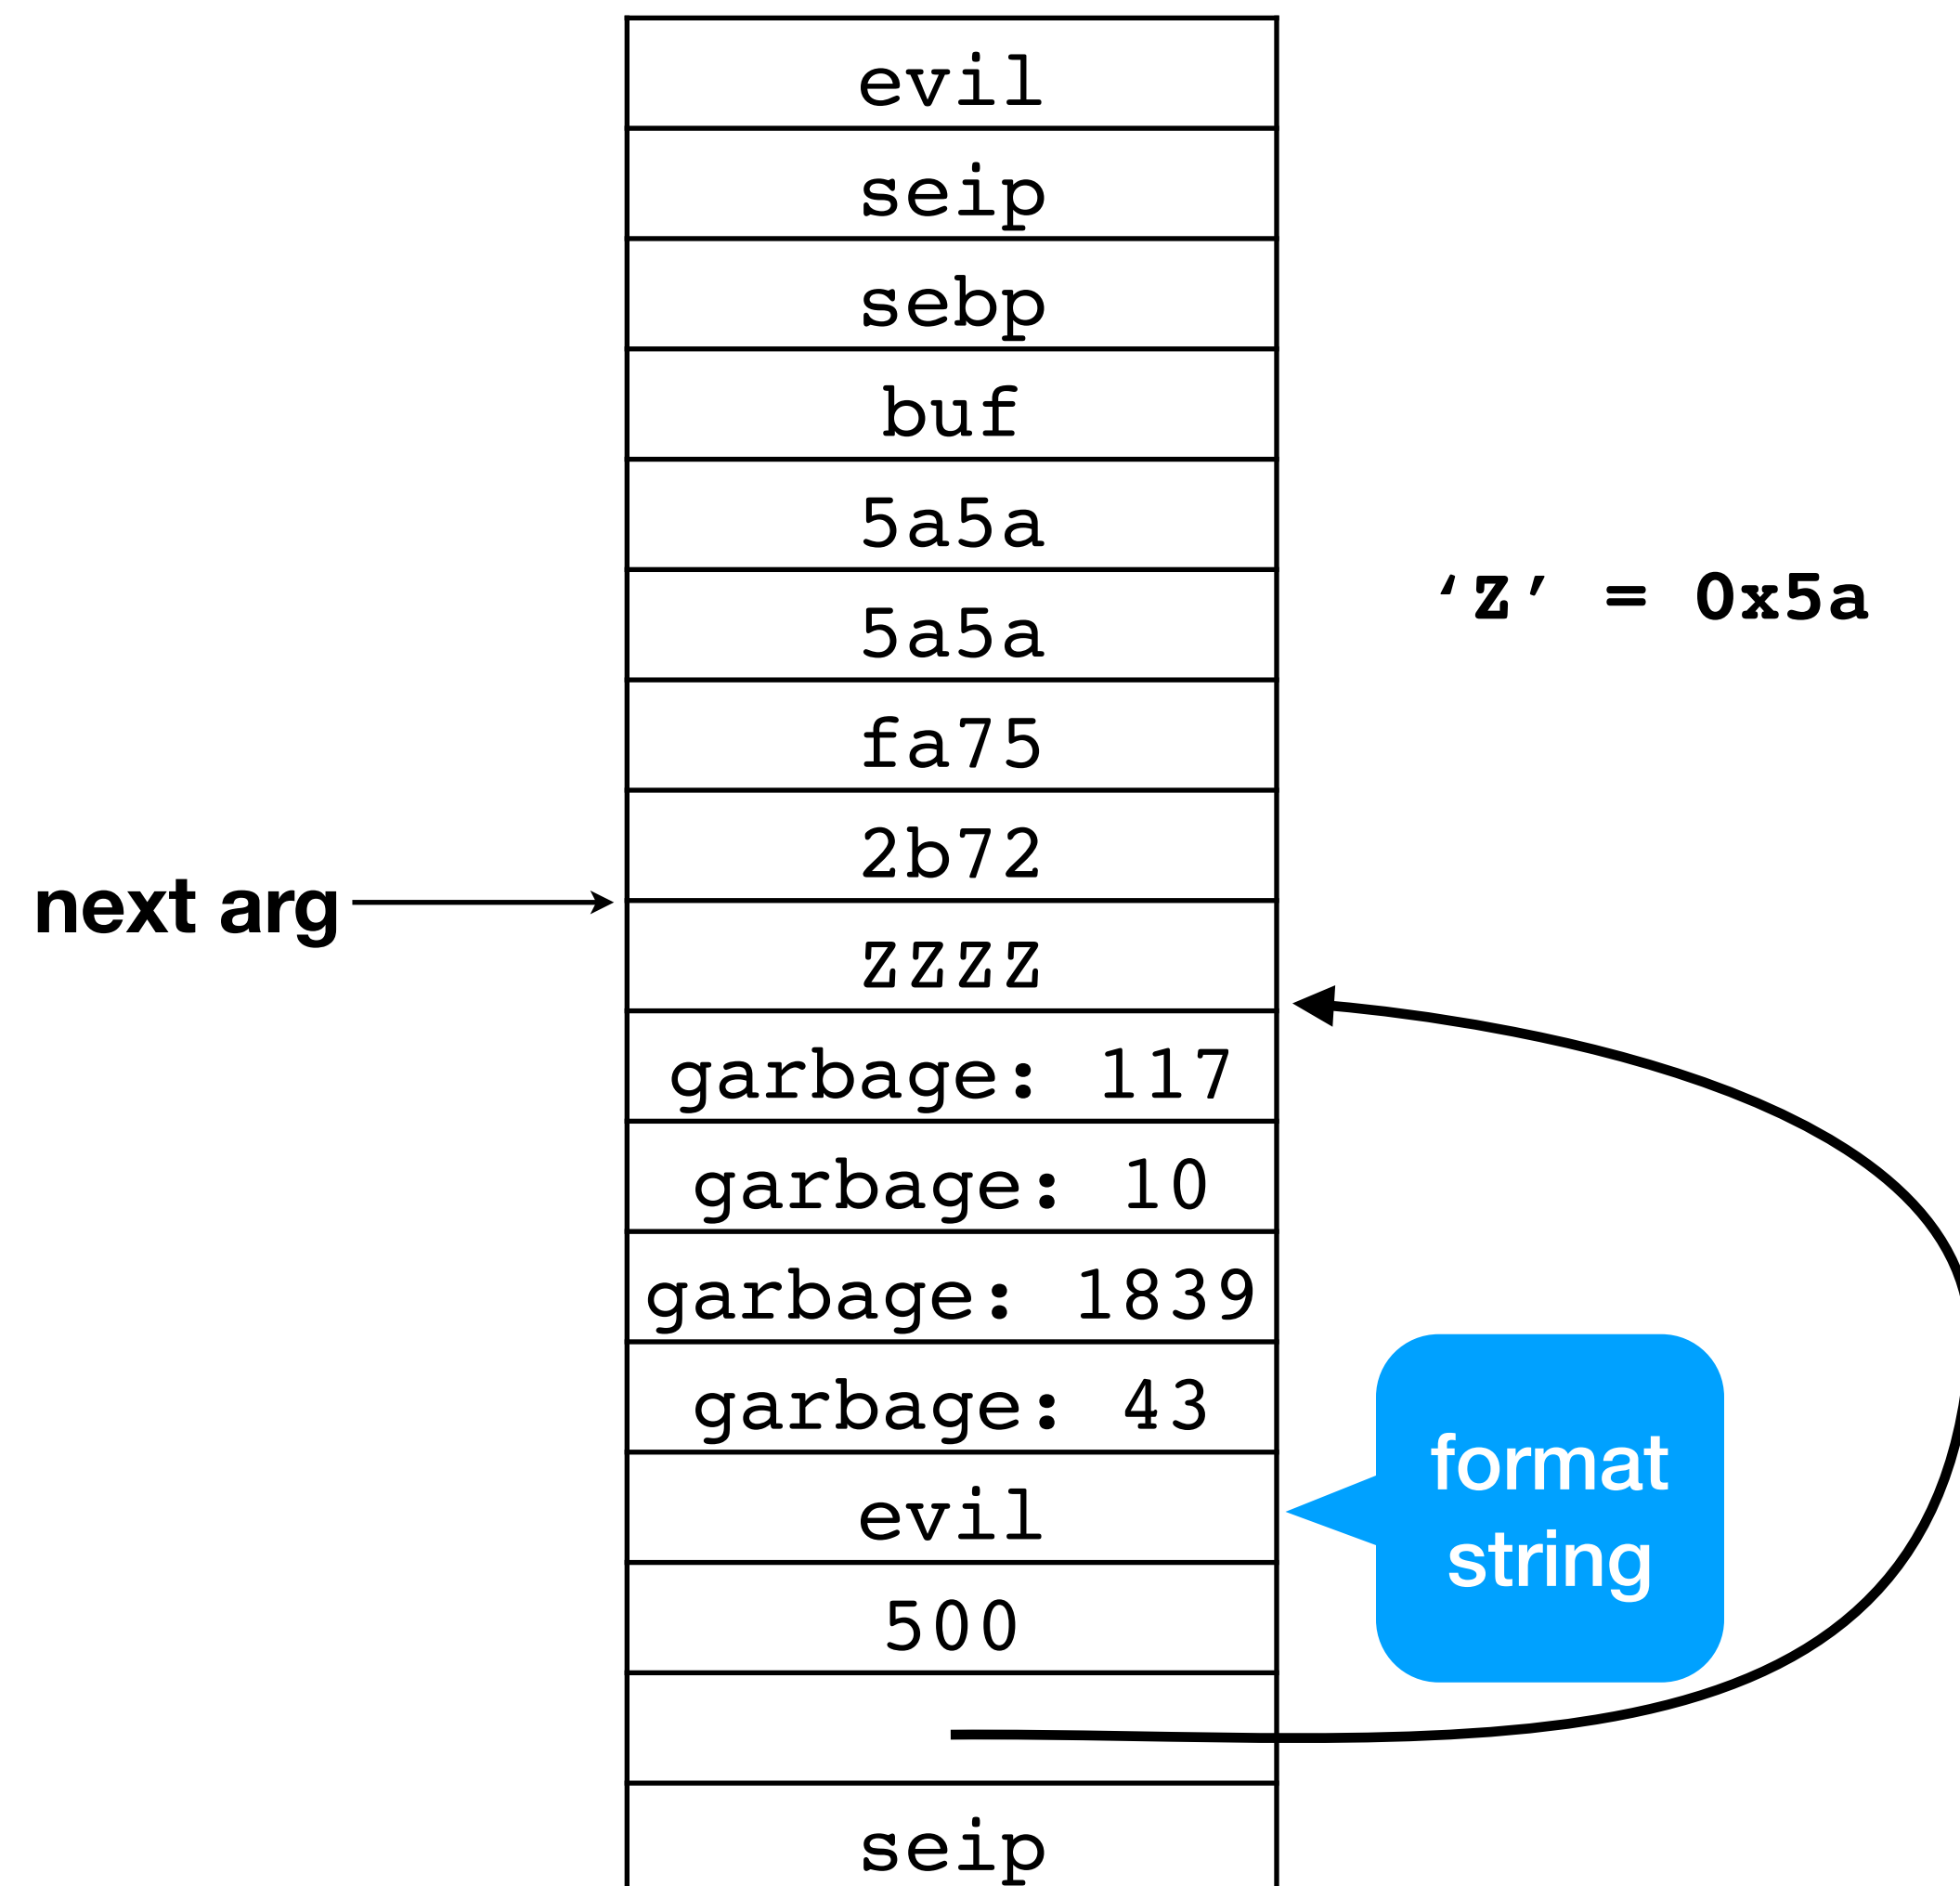 evil
seip
sebp
buf
5a5a
5a5a
‘Z’ = 0x5a
fa75
2b72
next arg
ZZZZ
garbage: 117
garbage: 10
garbage: 1839
garbage: 43
evil
format
string
500
seip